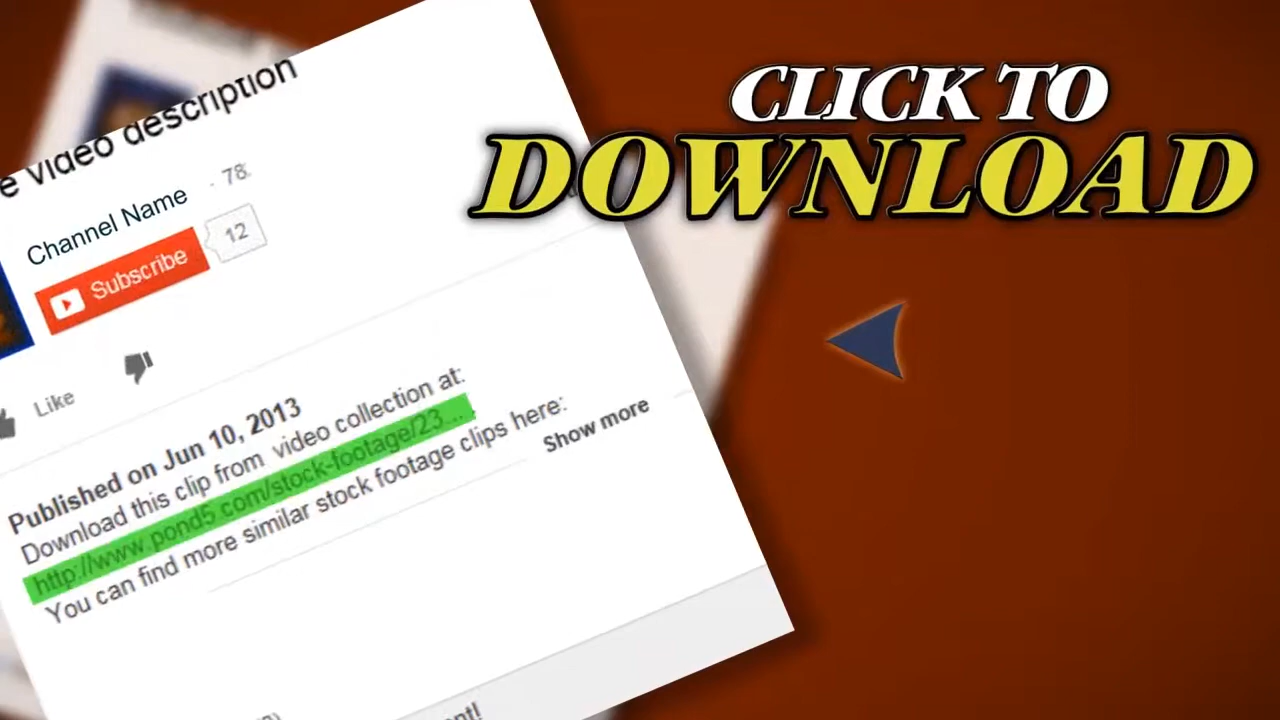 CLICK TO
DOWNLOAD
e video description
Channel Name
78
Subscribe
12
Like
Published on Jun 10, 2013
Download this clip from video collection at:
http://www.pond5.com/stock-footage/23...
You can find more similar stock footage clips here:
Show more